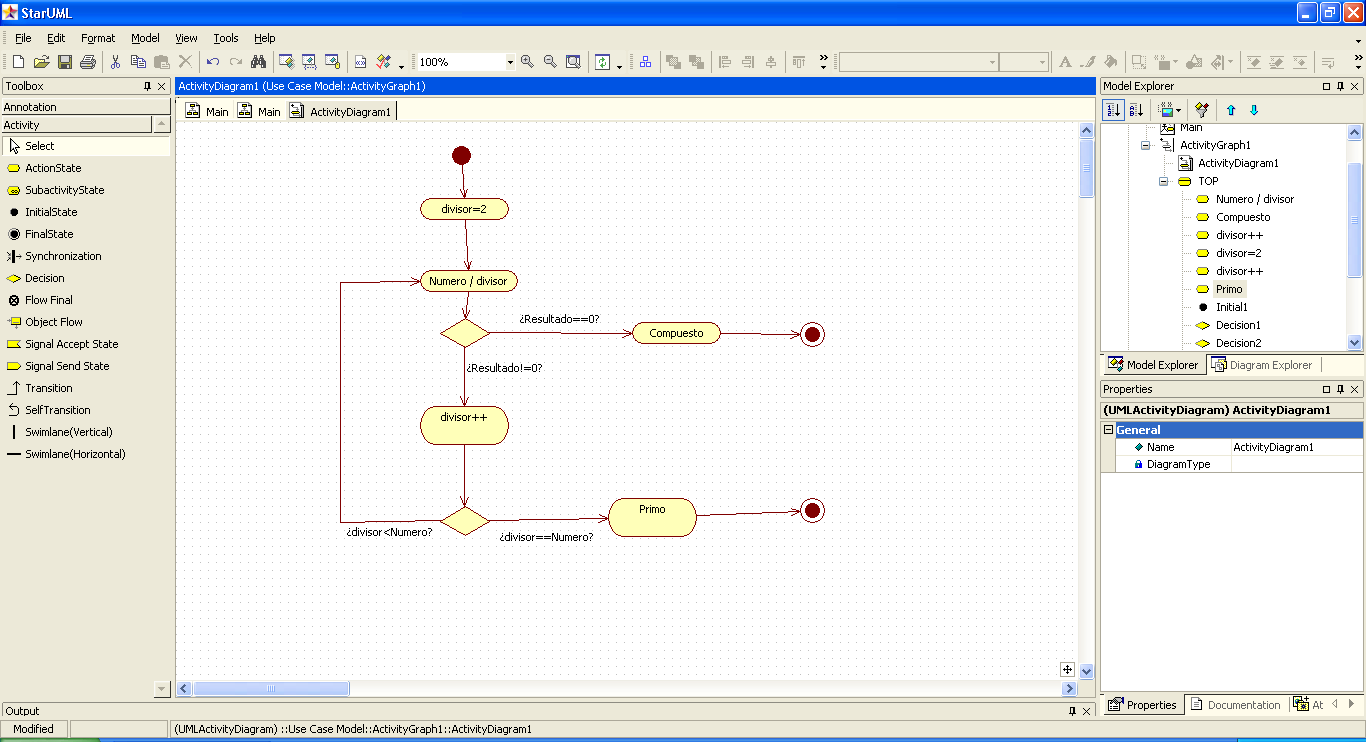 StarUML
File Edit Format Model View Tools Help
100%
Toolbox
Annotation
Activity
Select
ActionState
SubactivityState
InitialState
FinalState
Synchronization
Decision
Flow Final
Object Flow
Signal Accept State
Signal Send State
Transition
SelfTransition
Swimlane(Vertical)
Swimlane(Horizontal)
ActivityDiagram1 (Use Case Model::ActivityGraph1)
Main Main ActivityDiagram1
divisor=2
Numero / divisor
¿Resultado==0?
Compuesto
¿Resultado!=0?
divisor++
Primo
¿divisor<Numero?
¿divisor==Numero?
Model Explorer
Main
ActivityGraph1
ActivityDiagram1
TOP
Numero / divisor
Compuesto
divisor++
divisor=2
divisor++
Primo
Initial1
Decision1
Decision2
Model Explorer Diagram Explorer
Properties
(UMLActivityDiagram) ActivityDiagram1
General
Name ActivityDiagram1
DiagramType
Properties Documentation At
Output
Modified
(UMLActivityDiagram) ::Use Case Model::ActivityGraph1::ActivityDiagram1